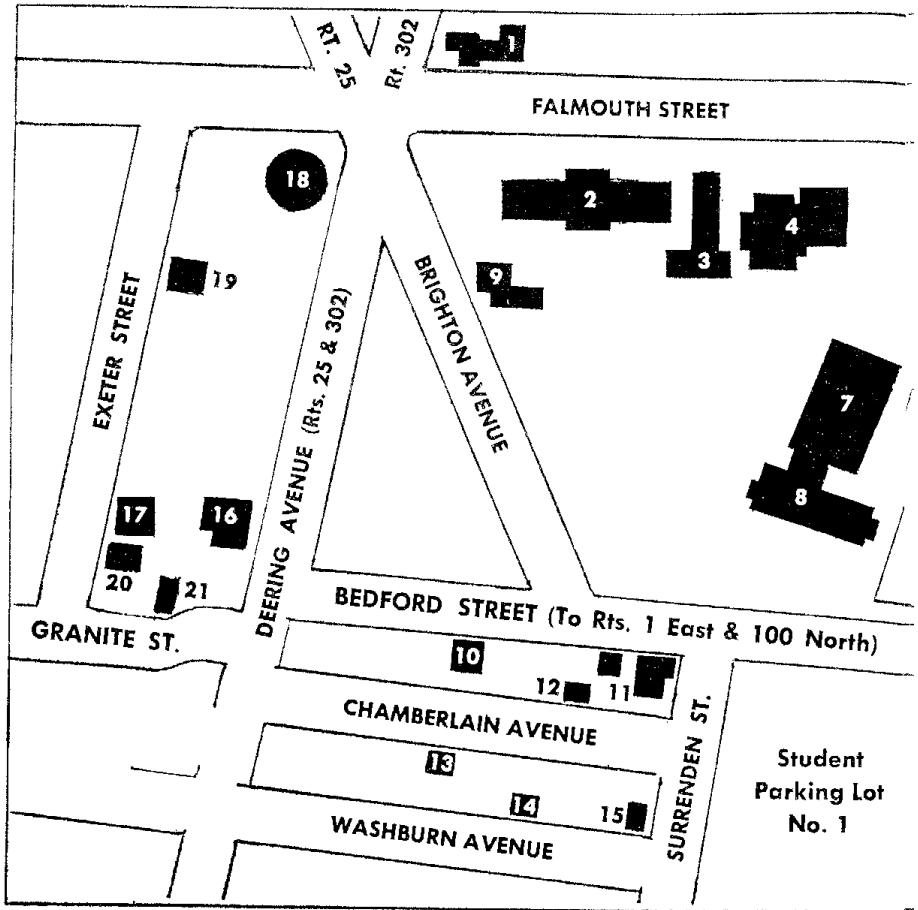 RT. 25
Rt. 302
1
FALMOUTH STREET
18
2
3
4
9
19
EXETER STREET
DEERING AVENUE (Rts. 25 & 302)
BRIGHTON AVENUE
7
8
17
16
20
21
BEDFORD STREET (To Rts. 1 East & 100 North)
GRANITE ST.
10
12
11
CHAMBERLAIN AVENUE
SURRENDEN ST.
13
14
15
WASHBURN AVENUE
Student
Parking Lot
No. 1